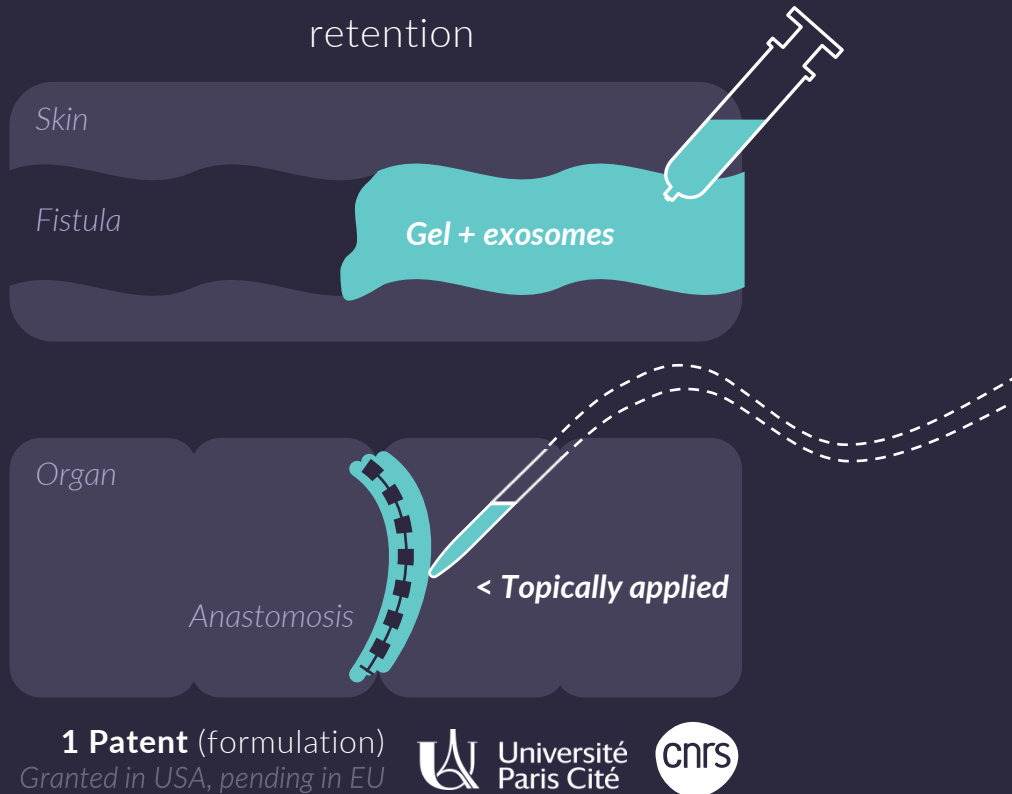 retention
Skin
Fistula
Gel + exosomes
Organ
< Topically applied
Anastomosis
1 Patent (formulation)
Granted in USA, pending in EU
Université
Paris Cité
cnrs